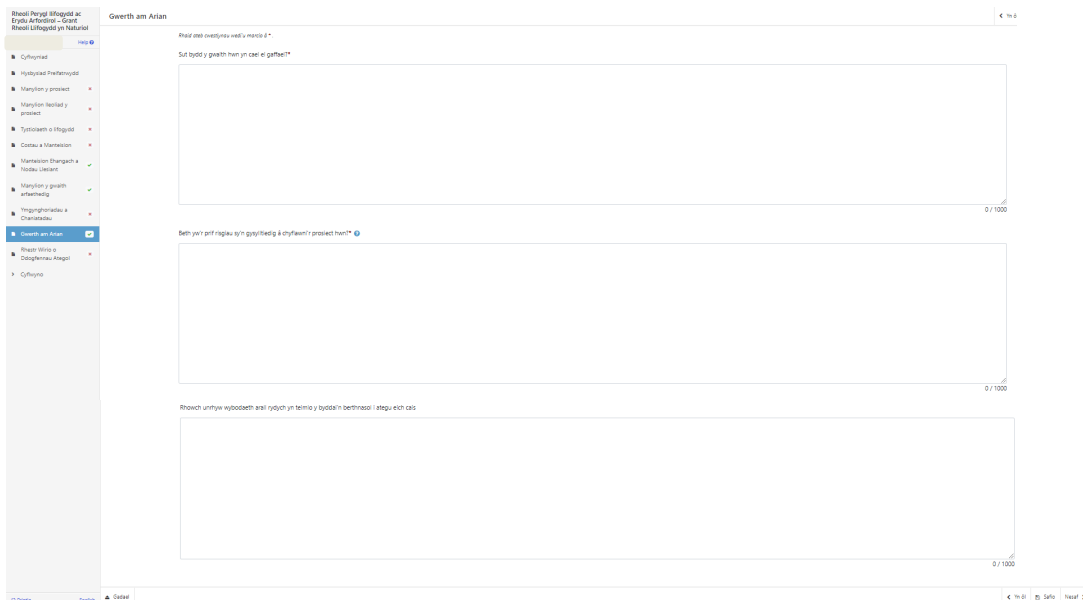 Rheoli Perygl llifogydd ac
Erydu Arfordirol – Grant
Rheoli Llifogydd yn Naturiol
Help
Cyflwyniad
Hysbysiad Preifatrwydd
Manylion y prosiect
Manylion lleoliad y
prosiect
Tystiolaeth o lifogydd
Costau a Manteision
Manteision Ehangach a
Nodau Llesiant
Manylion y gwaith
arfaethedig
Ymgynghoriadau a
Chaniatadau
Gwerth am Arian
Rhestr Wirio o
Ddogfennau Ategol
Cyflwyno
English
Gwerth am Arian
Yn ôl
Rhaid ateb cwestiynau wedi'u marcio â * .
Sut bydd y gwaith hwn yn cael ei gaffael?*
0 / 1000
Beth yw'r prif risgiau sy'n gysylltiedig â chyflawni'r prosiect hwn?*
0 / 1000
Rhowch unrhyw wybodaeth arall rydych yn teimlo y byddai'n berthnasol i ategu eich cais
0 / 1000
Gadael
Yn ôl
Safio
Nesaf